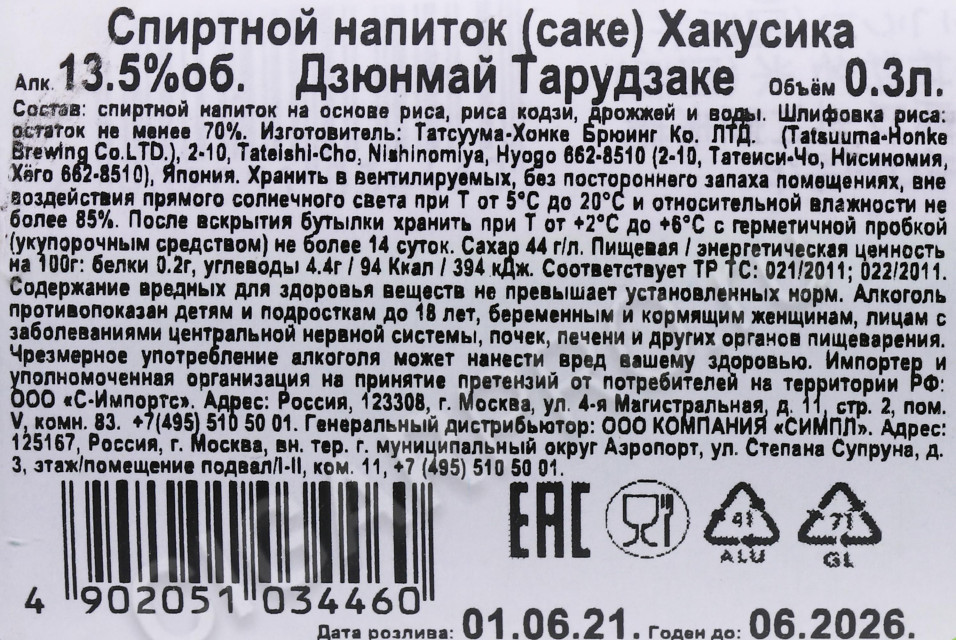 Спиртной напиток (саке) Хакусика
Алк. 13.5%об. Дзюнмай Тарудзаке Объём 0.3л.
Состав: спиртной напиток на основе риса, риса кодзи, дрожжей и воды. Шлифовка риса:
остаток не менее 70%. Изготовитель: Татсуума-Хонке Брюинг Ко. ЛТД. (Tatsuuma-Honke
Brewing Co.LTD.), 2-10, Tateishi-Cho, Nishinomiya, Hyogo 662-8510 (2-10, Татеиси-Чо, Нисиномия,
Хёго 662-8510), Япония. Хранить в вентилируемых, без постороннего запаха помещениях, вне
воздействия прямого солнечного света при Т от 5°С до 20°С и относительной влажности не
более 85%. После вскрытия бутылки хранить при Т от +2°С до +6°С с герметичной пробкой
(укупорочным средством) не более 14 суток. Сахар 44 г/л. Пищевая / энергетическая ценность
на 100г: белки 0.2г, углеводы 4.4г / 94 Ккал / 394 кДж. Соответствует ТР ТС: 021/2011; 022/2011.
Содержание вредных для здоровья веществ не превышает установленных норм. Алкоголь
противопоказан детям и подросткам до 18 лет, беременным и кормящим женщинам, лицам с
заболеваниями центральной нервной системы, почек, печени и других органов пищеварения.
Чрезмерное употребление алкоголя может нанести вред вашему здоровью. Импортер и
уполномоченная организация на принятие претензий от потребителей на территории РФ:
ООО «С-Импортс». Адрес: Россия, 123308, г. Москва, ул. 4-я Магистральная, д. 11, стр. 2, пом.
V, комн. 83. +7(495) 510 50 01. Генеральный дистрибьютор: ООО КОМПАНИЯ «СИМПЛ». Адрес:
125167, Россия, г. Москва, вн. тер. г. муниципальный округ Аэропорт, ул. Степана Супруна, д.
3, этаж/помещение подвал/I-II, ком. 11, +7 (495) 510 50 01.
EAC
41 71
ALU GL
4 902051 034460
Дата розлива: 01.06.21. Годен до: 06.2026.